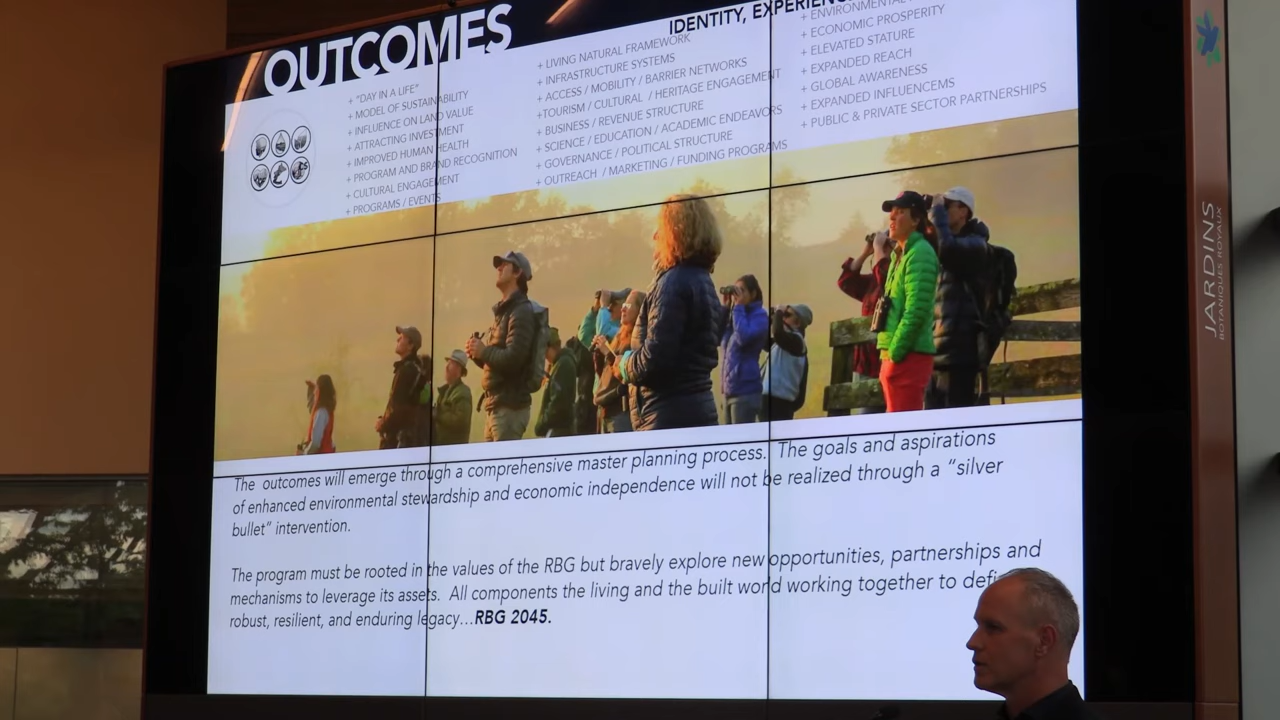 OUTCOMES
IDENTITY,
+ "DAY IN A LIFE"
+ MODEL OF SUSTAINABILITY
+ INFLUENCE ON LAND VALUE
+ ATTRACTING INVESTMENT
+ IMPROVED HUMAN HEALTH
+ PROGRAM AND BRAND RECOGNITION
+ CULTURAL ENGAGEMENT
+ PROGRAMS / EVENTS
+ LIVING NATURAL FRAMEWORK
+ INFRASTRUCTURE SYSTEMS
+ ACCESS / MOBILITY / BARRIER NETWORKS
+TOURISM / CULTURAL / HERITAGE ENGAGEMENT
+ BUSINESS / REVENUE STRUCTURE
+ SCIENCE / EDUCATION / ACADEMIC ENDEAVORS
+ GOVERNANCE / POLITICAL STRUCTURE
+ OUTREACH / MARKETING / FUNDING PROGRAMS
+ ENVIRONMENTAL
+ ECONOMIC PROSPERITY
+ ELEVATED STATURE
+ EXPANDED REACH
+ GLOBAL AWARENESS
+ EXPANDED INFLUENCEMS
+ PUBLIC & PRIVATE SECTOR PARTNERSHIPS
The outcomes will emerge through a comprehensive master planning process. The goals and aspirations
of enhanced environmental stewardship and economic independence will not be realized through a "silver
bullet" intervention.
The program must be rooted in the values of the RBG but bravely explore new opportunities, partnerships and
mechanisms to leverage its assets. All components the living and the built world working together to
robust, resilient, and enduring legacy...RBG 2045.
JARDINS
BOTANIQUES ROYAUX